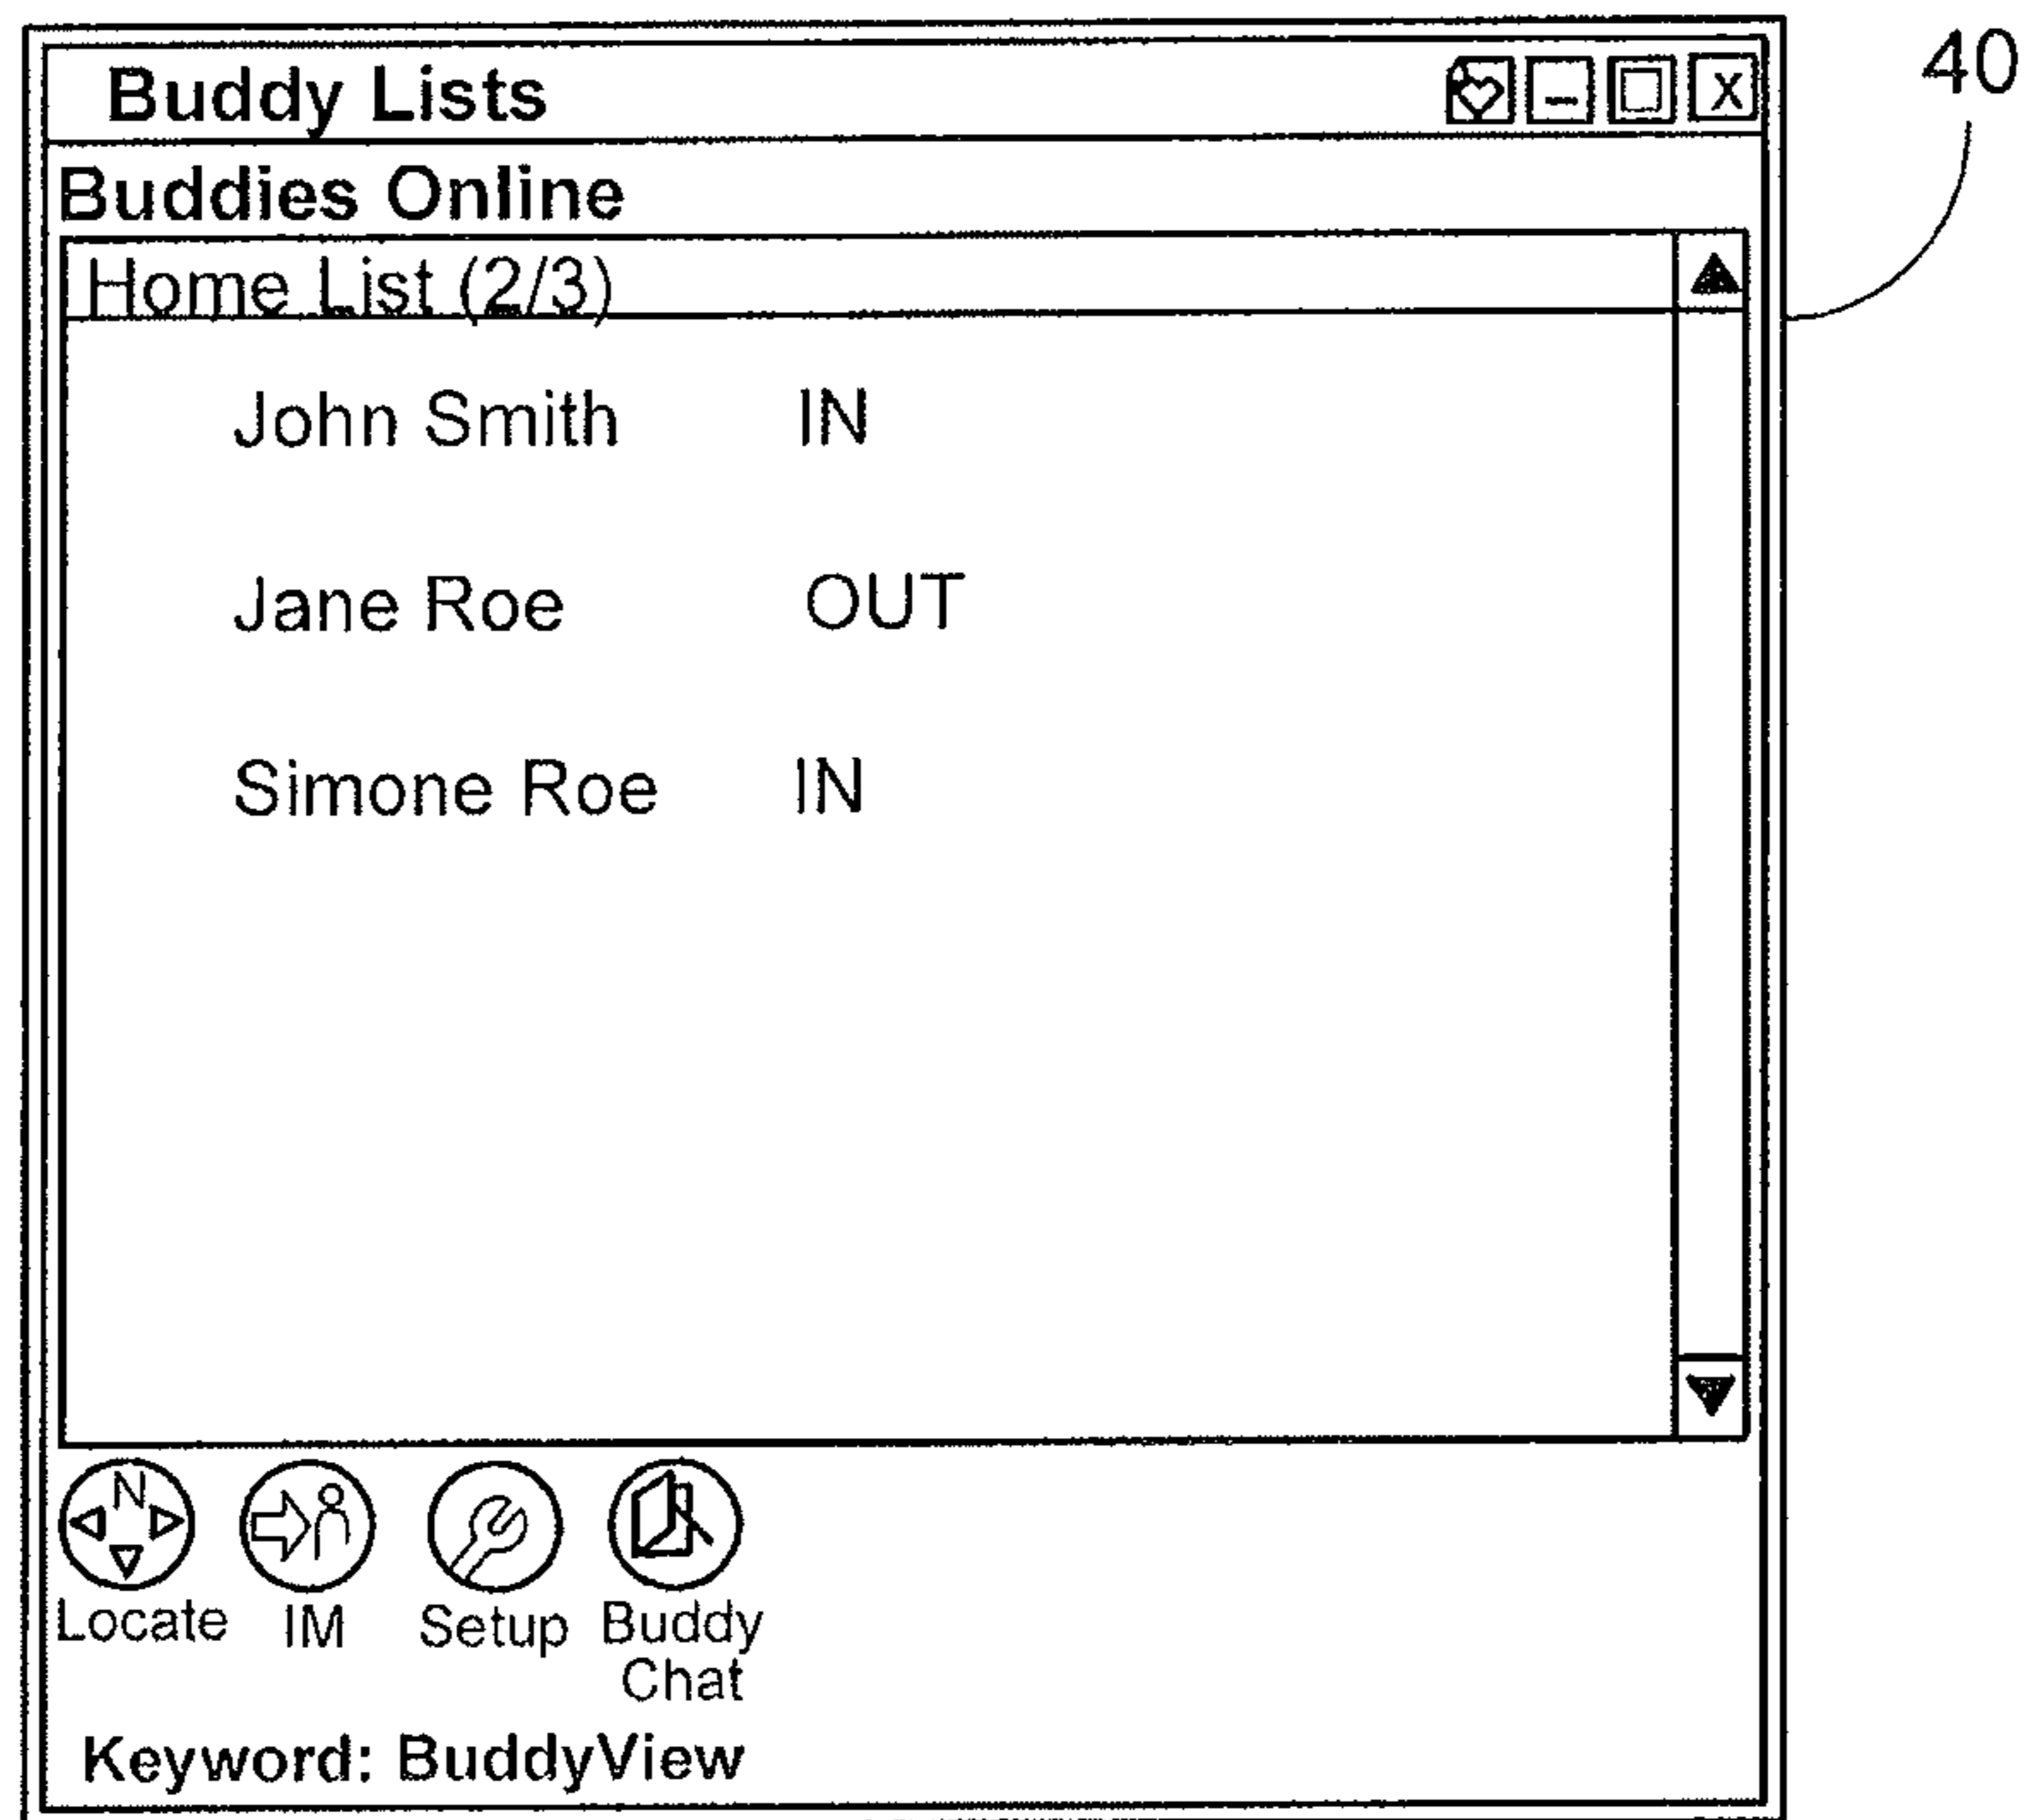 Buddy Lists X 40
Buddies Online
Home List (2/3)
John Smith IN
Jane Roe OUT
Simone Roe IN
N
Locate IM Setup Buddy
Chat
Keyword: BuddyView